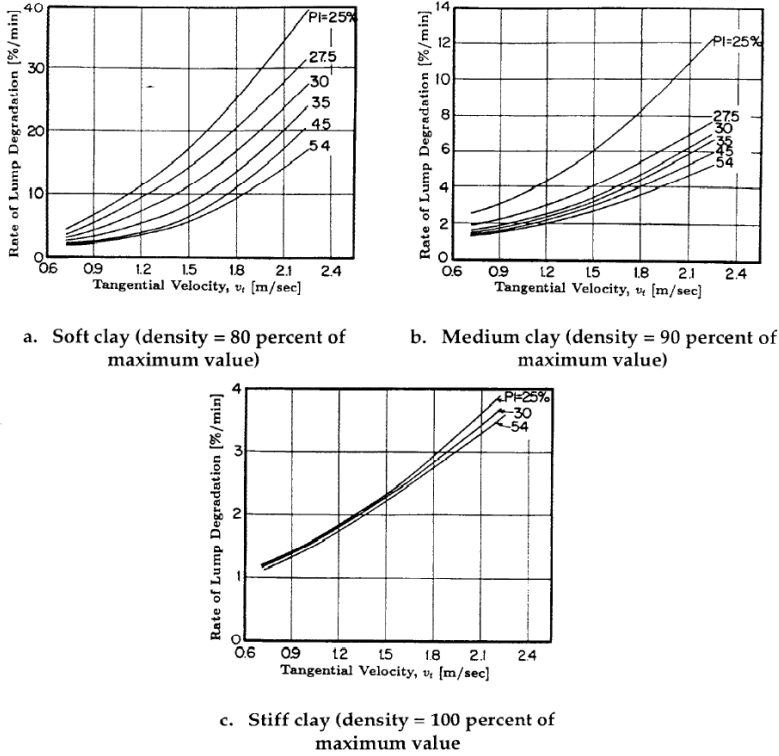 40
30
20
10
0
Rate of Lump Degradation [%/min]
PI=25%
27.5
30
35
45
54
0.6 0.9 1.2 1.5 1.8 2.1 2.4
Tangential Velocity, vt [m/sec]
a. Soft clay (density = 80 percent of
maximum value)
14
12
10
8
6
4
2
0
Rate of Lump Degradation [%/min]
PI=25%
27.5
30
35
45
54
0.6 0.9 1.2 1.5 1.8 2.1 2.4
Tangential Velocity, vt [m/sec]
b. Medium clay (density = 90 percent of
maximum value)
4
3
2
1
0
Rate of Lump Degradation [%/min]
PI=25%
30
54
0.6 0.9 1.2 1.5 1.8 2.1 2.4
Tangential Velocity, vt [m/sec]
c. Stiff clay (density = 100 percent of
maximum value